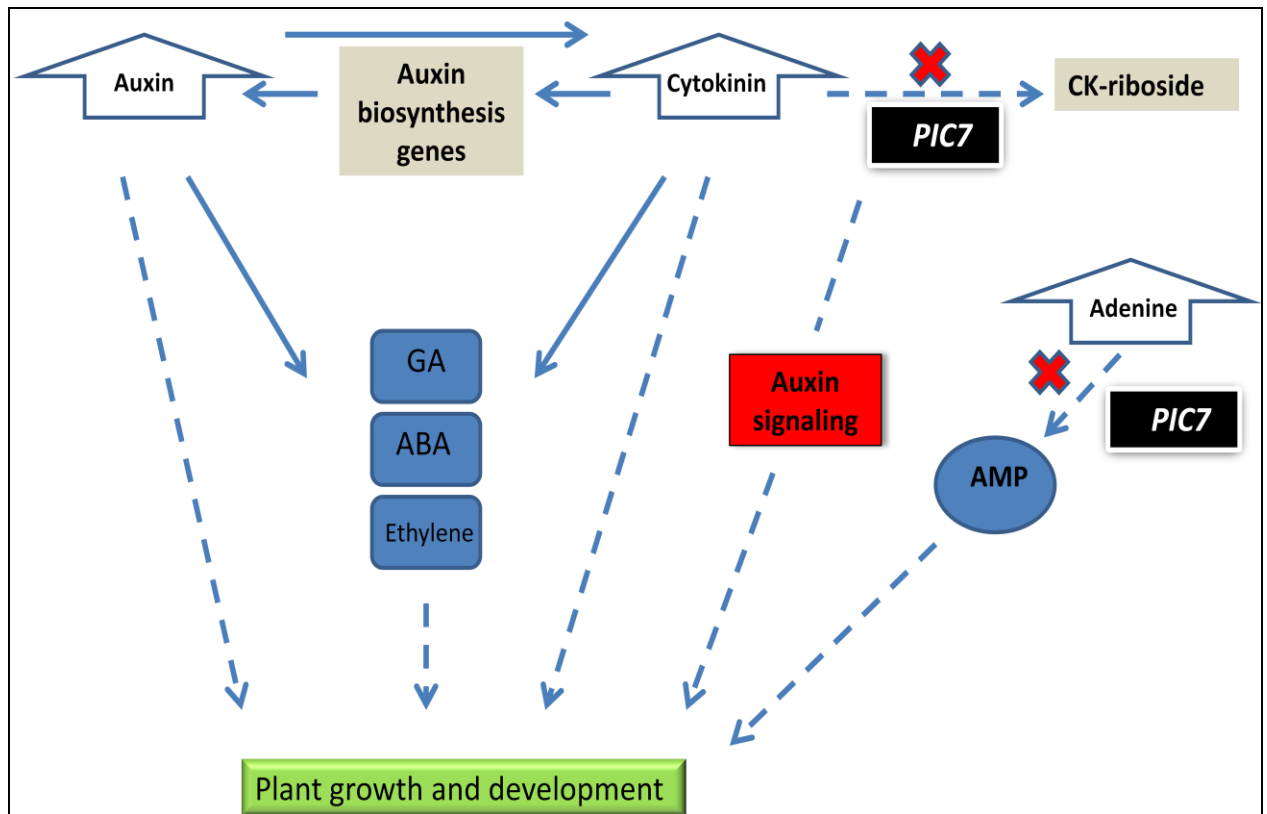 Auxin
Auxin
biosynthesis
genes
Cytokinin
CK-riboside
PIC7
Adenine
PIC7
GA
ABA
Ethylene
Auxin
signaling
AMP
Plant growth and development